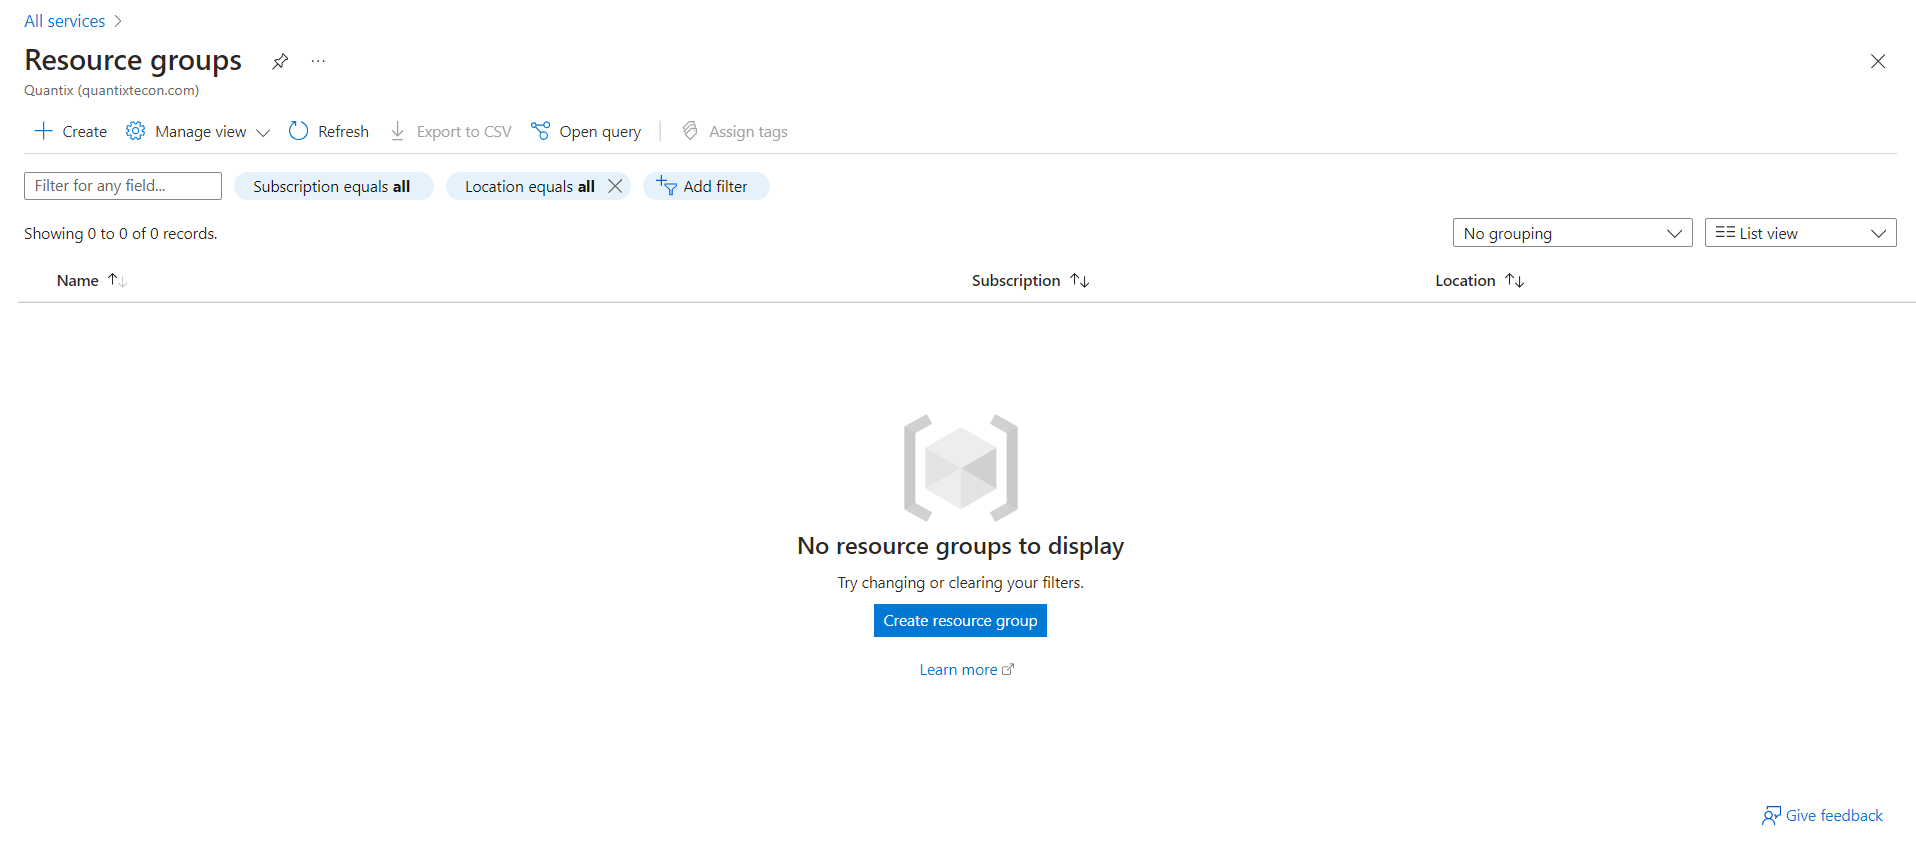 All services
Resource groups
Quantix (quantixtecon.com)
Create Manage view Refresh Export to CSV Open query Assign tags
Filter for any field... Subscription equals all Location equals all Add filter
Showing 0 to 0 of 0 records. No grouping List view
Name Subscription Location
No resource groups to display
Try changing or clearing your filters.
Create resource group
Learn more
Give feedback